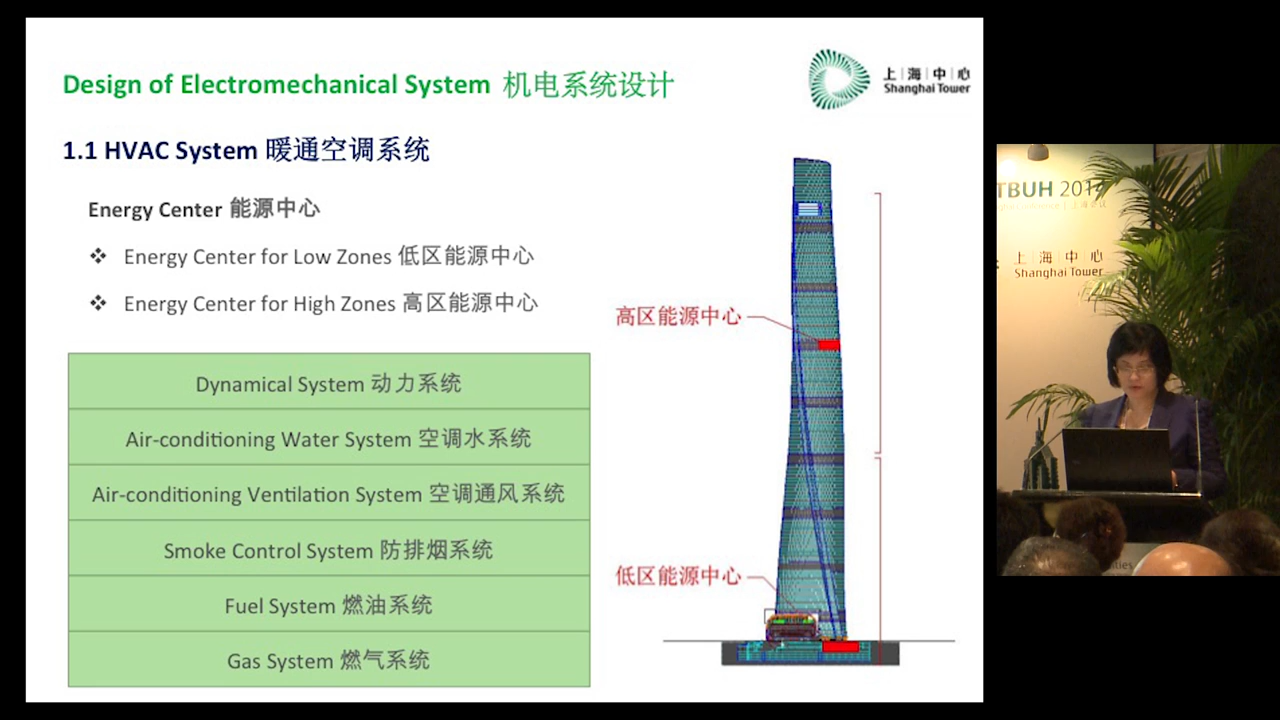 Design of Electromechanical System 机电系统设计
上海中心
Shanghai Tower
1.1 HVAC System 暖通空调系统
Energy Center 能源中心
❖ Energy Center for Low Zones 低区能源中心
❖ Energy Center for High Zones 高区能源中心
Dynamical System 动力系统
Air-conditioning Water System 空调水系统
Air-conditioning Ventilation System 空调通风系统
Smoke Control System 防排烟系统
Fuel System 燃油系统
Gas System 燃气系统
高区能源中心
低区能源中心
TBUH 2014
上海中心
Shanghai Tower